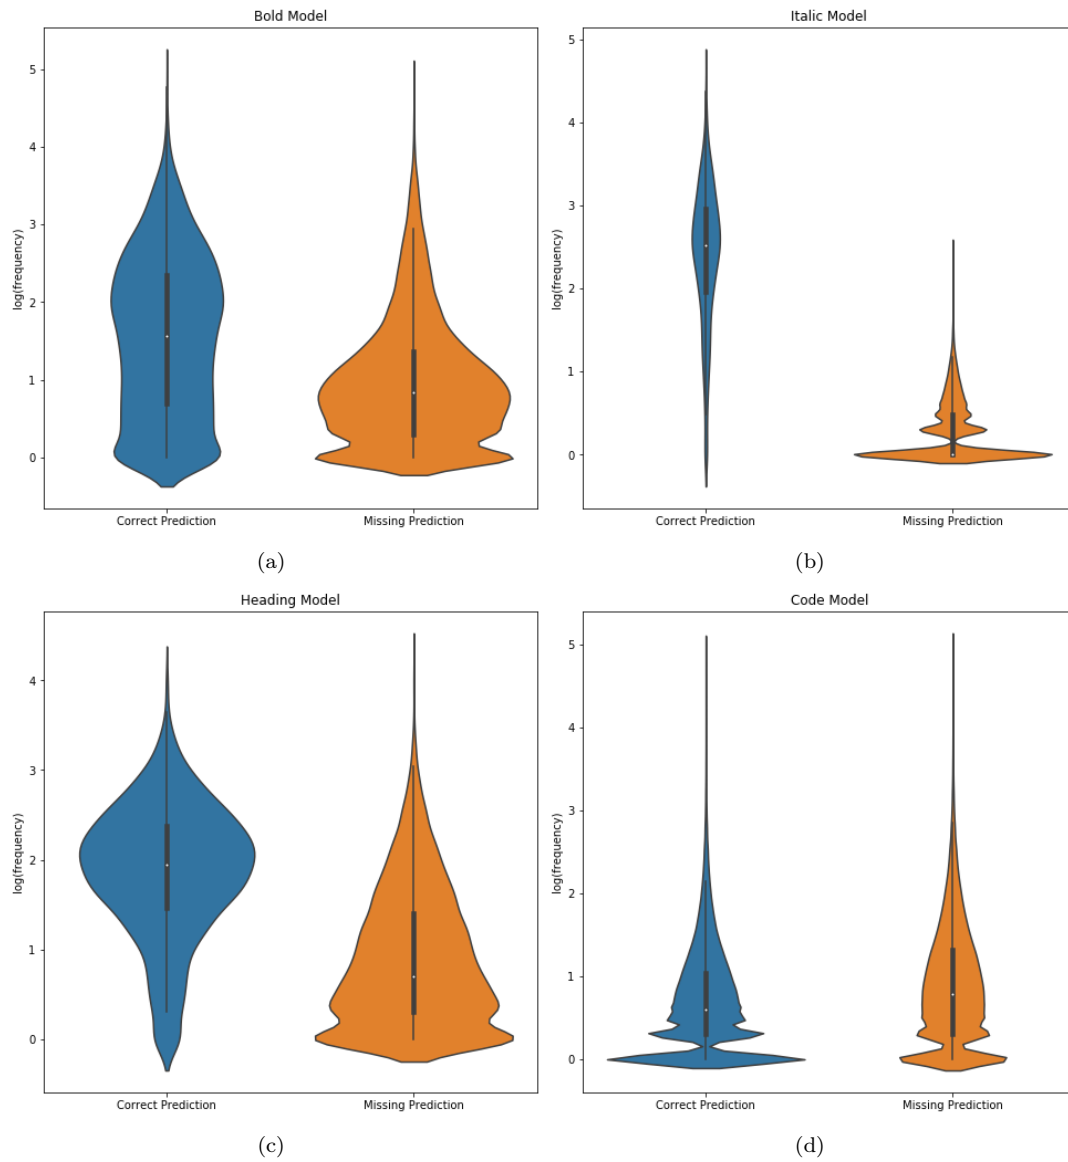 Bold Model
log(frequency)
5
4
3
2
1
0
Correct Prediction
Missing Prediction
(a)
Italic Model
log(frequency)
5
4
3
2
1
0
Correct Prediction
Missing Prediction
(b)
Heading Model
log(frequency)
4
3
2
1
0
Correct Prediction
Missing Prediction
(c)
Code Model
log(frequency)
5
4
3
2
1
0
Correct Prediction
Missing Prediction
(d)